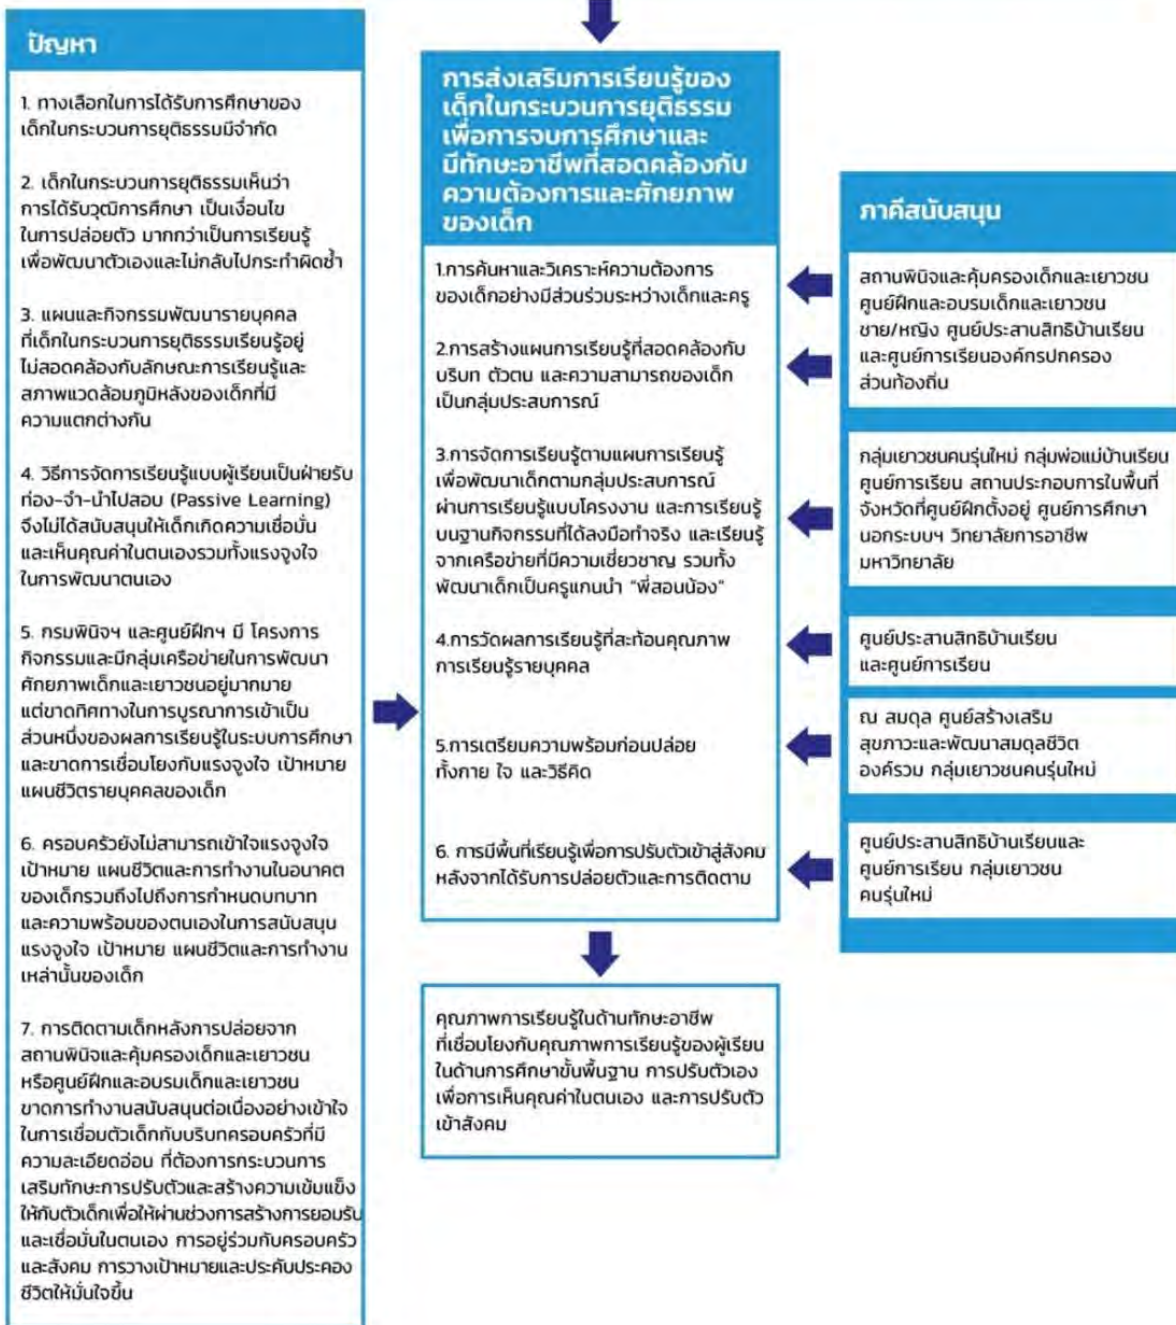 ปัญหา
1. ทางเลือกในการได้รับการศึกษาของ
เด็กในกระบวนการยุติธรรมมีจำกัด
2. เด็กในกระบวนการยุติธรรมเห็นว่า
การได้รับวุฒิการศึกษา เป็นเงื่อนไข
ในการปล่อยตัว มากกว่าเป็นการเรียนรู้
เพื่อพัฒนาตัวเองและไม่กลับไปกระทำผิดซ้ำ
3. แผนและกิจกรรมพัฒนารายบุคคล
ที่เด็กในกระบวนการยุติธรรมเรียนรู้อยู่
ไม่สอดคล้องกับลักษณะการเรียนรู้และ
สภาพแวดล้อมภูมิหลังของเด็กที่มี
ความแตกต่างกัน
4. วิธีการจัดการเรียนรู้แบบผู้เรียนเป็นฝ่ายรับ
ท่อง-จำ-นำไปสอบ (Passive Learning)
จึงไม่ได้สนับสนุนให้เด็กเกิดความเชื่อมั่น
และเห็นคุณค่าในตนเองรวมทั้งแรงจูงใจ
ในการพัฒนาตนเอง
5. กรมพินิจฯ และศูนย์ฝึกฯ มี โครงการ
กิจกรรมและมีกลุ่มเครือข่ายในการพัฒนา
ศักยภาพเด็กและเยาวชนอยู่มากมาย
แต่ขาดทิศทางในการบูรณาการเข้าเป็น
ส่วนหนึ่งของผลการเรียนรู้ในระบบการศึกษา
และขาดการเชื่อมโยงกับแรงจูงใจ เป้าหมาย
แผนชีวิตรายบุคคลของเด็ก
6. ครอบครัวยังไม่สามารถเข้าใจแรงจูงใจ
เป้าหมาย แผนชีวิตและการทำงานในอนาคต
ของเด็กรวมถึงไปถึงการกำหนดบทบาท
และความพร้อมของตนเองในการสนับสนุน
แรงจูงใจ เป้าหมาย แผนชีวิตและการทำงาน
เหล่านั้นของเด็ก
7. การติดตามเด็กหลังการปล่อยจาก
สถานพินิจและคุ้มครองเด็กและเยาวชน
หรือศูนย์ฝึกและอบรมเด็กและเยาวชน
ขาดการทำงานสนับสนุนต่อเนื่องอย่างเข้าใจ
ในการเชื่อมตัวเด็กกับบริบทครอบครัวที่มี
ความละเอียดอ่อน ที่ต้องการกระบวนการ
เสริมทักษะการปรับตัวและสร้างความเข้มแข็ง
ให้กับตัวเด็กเพื่อให้ผ่านช่วงการสร้างการยอมรับ
และเชื่อมั่นในตนเอง การอยู่ร่วมกับครอบครัว
และสังคม การวางเป้าหมายและประคับประคอง
ชีวิตให้มั่นใจขึ้น
การส่งเสริมการเรียนรู้ของ
เด็กในกระบวนการยุติธรรม
เพื่อการจบการศึกษาและ
มีทักษะอาชีพที่สอดคล้องกับ
ความต้องการและศักยภาพ
ของเด็ก
1.การค้นหาและวิเคราะห์ความต้องการ
ของเด็กอย่างมีส่วนร่วมระหว่างเด็กและครู
2.การสร้างแผนการเรียนรู้ที่สอดคล้องกับ
บริบท ตัวตน และความสามารถของเด็ก
เป็นกลุ่มประสบการณ์
3.การจัดการเรียนรู้ตามแผนการเรียนรู้
เพื่อพัฒนาเด็กตามกลุ่มประสบการณ์
ผ่านการเรียนรู้แบบโครงงาน และการเรียนรู้
บนฐานกิจกรรมที่ได้ลงมือทำจริง และเรียนรู้
จากเครือข่ายที่มีความเชี่ยวชาญ รวมทั้ง
พัฒนาเด็กเป็นครูแกนนำ "พี่สอนน้อง"
4.การวัดผลการเรียนรู้ที่สะท้อนคุณภาพ
การเรียนรู้รายบุคคล
5.การเตรียมความพร้อมก่อนปล่อย
ทั้งกาย ใจ และวิธีคิด
6. การมีพื้นที่เรียนรู้เพื่อการปรับตัวเข้าสู่สังคม
หลังจากได้รับการปล่อยตัวและการติดตาม
คุณภาพการเรียนรู้ในด้านทักษะอาชีพ
ที่เชื่อมโยงกับคุณภาพการเรียนรู้ของผู้เรียน
ในด้านการศึกษาขั้นพื้นฐาน การปรับตัวเอง
เพื่อการเห็นคุณค่าในตนเอง และการปรับตัว
เข้าสังคม
ภาคีสนับสนุน
สถานพินิจและคุ้มครองเด็กและเยาวชน
ศูนย์ฝึกและอบรมเด็กและเยาวชน
ชาย/หญิง ศูนย์ประสานสิทธิบ้านเรียน
และศูนย์การเรียนองค์กรปกครอง
ส่วนท้องถิ่น
กลุ่มเยาวชนคนรุ่นใหม่ กลุ่มพ่อแม่บ้านเรียน
ศูนย์การเรียน สถานประกอบการในพื้นที่
จังหวัดที่ศูนย์ฝึกตั้งอยู่ ศูนย์การศึกษา
นอกระบบฯ วิทยาลัยการอาชีพ
มหาวิทยาลัย
ศูนย์ประสานสิทธิบ้านเรียน
และศูนย์การเรียน
ณ สมดุล ศูนย์สร้างเสริม
สุขภาวะและพัฒนาสมดุลชีวิต
องค์รวม กลุ่มเยาวชนคนรุ่นใหม่
ศูนย์ประสานสิทธิบ้านเรียนและ
ศูนย์การเรียน กลุ่มเยาวชน
คนรุ่นใหม่